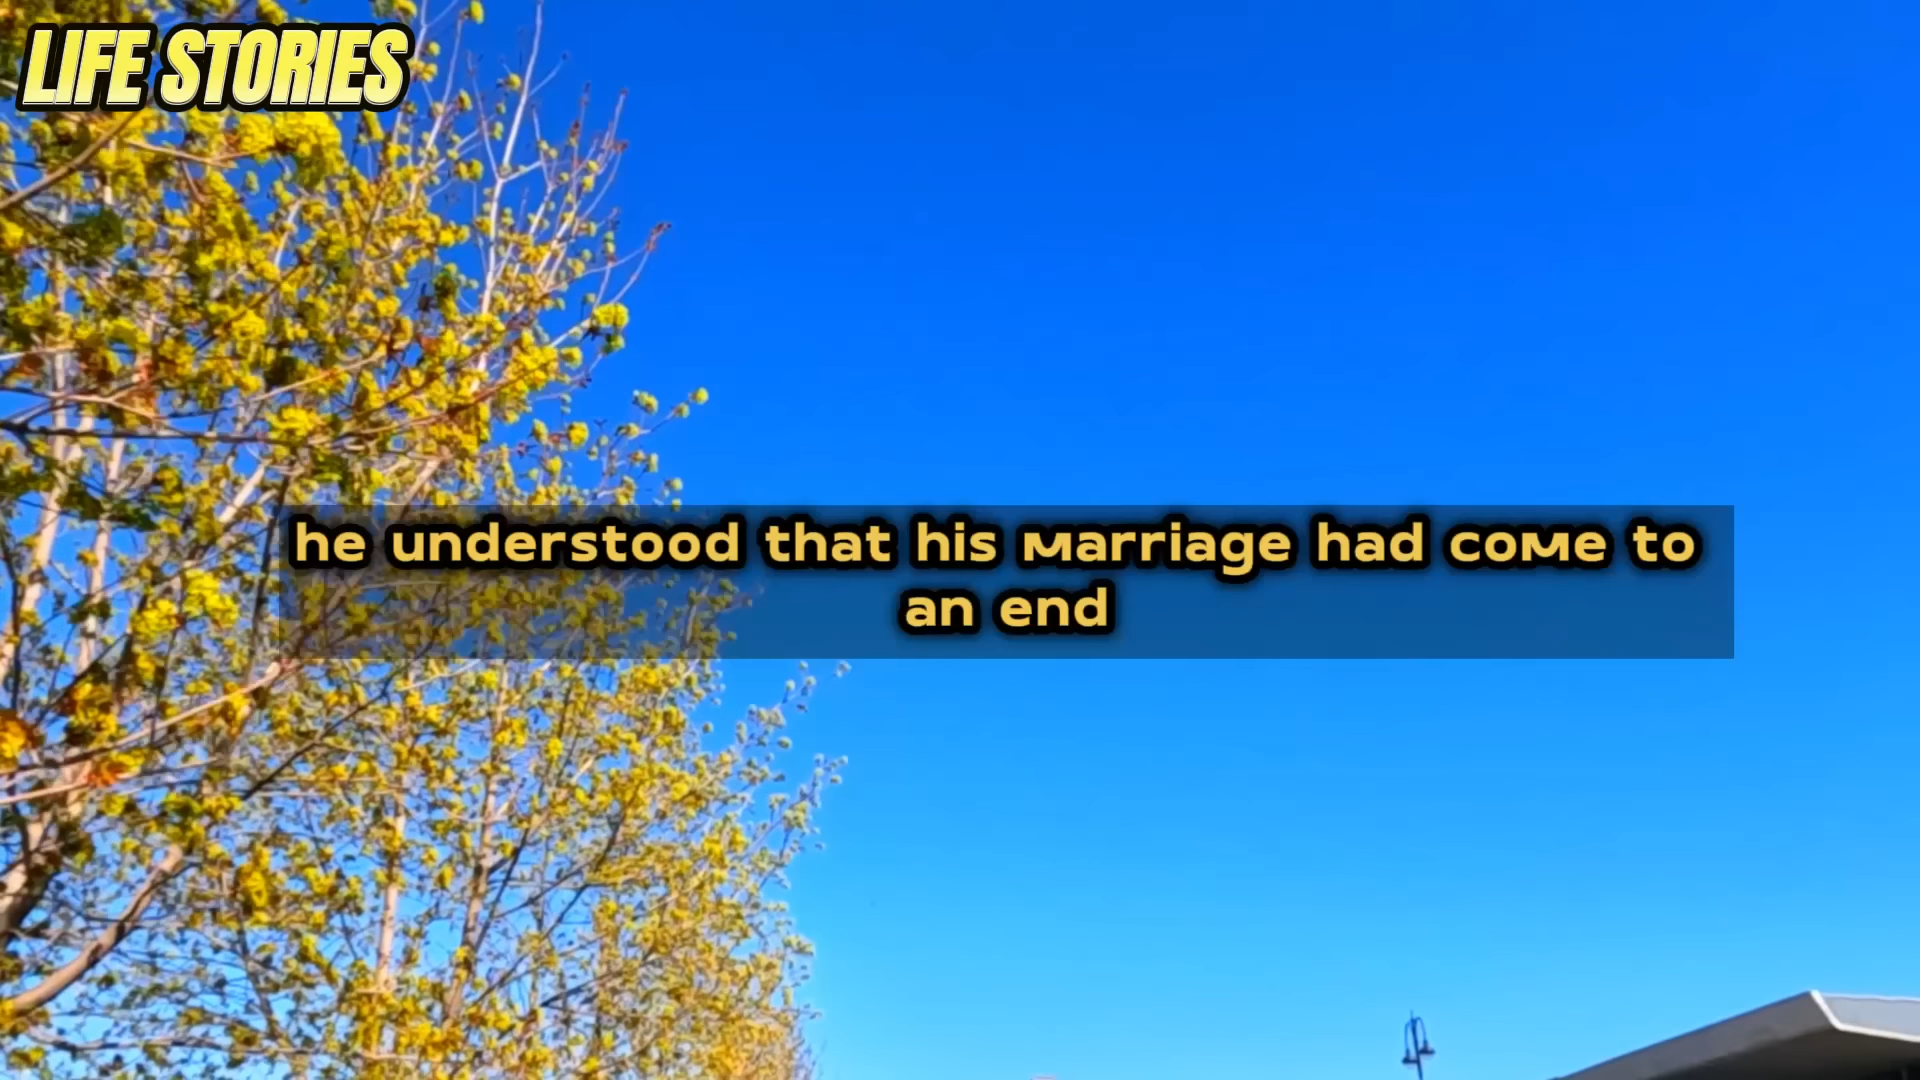 LIFE STORIES
he understood that his marriage had come to
an end